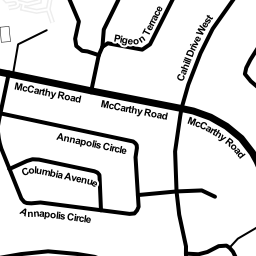 Pigeon Terrace
Cahill Drive West
McCarthy Road
McCarthy Road
McCarthy Road
Annapolis Circle
Columbia Avenue
Annapolis Circle